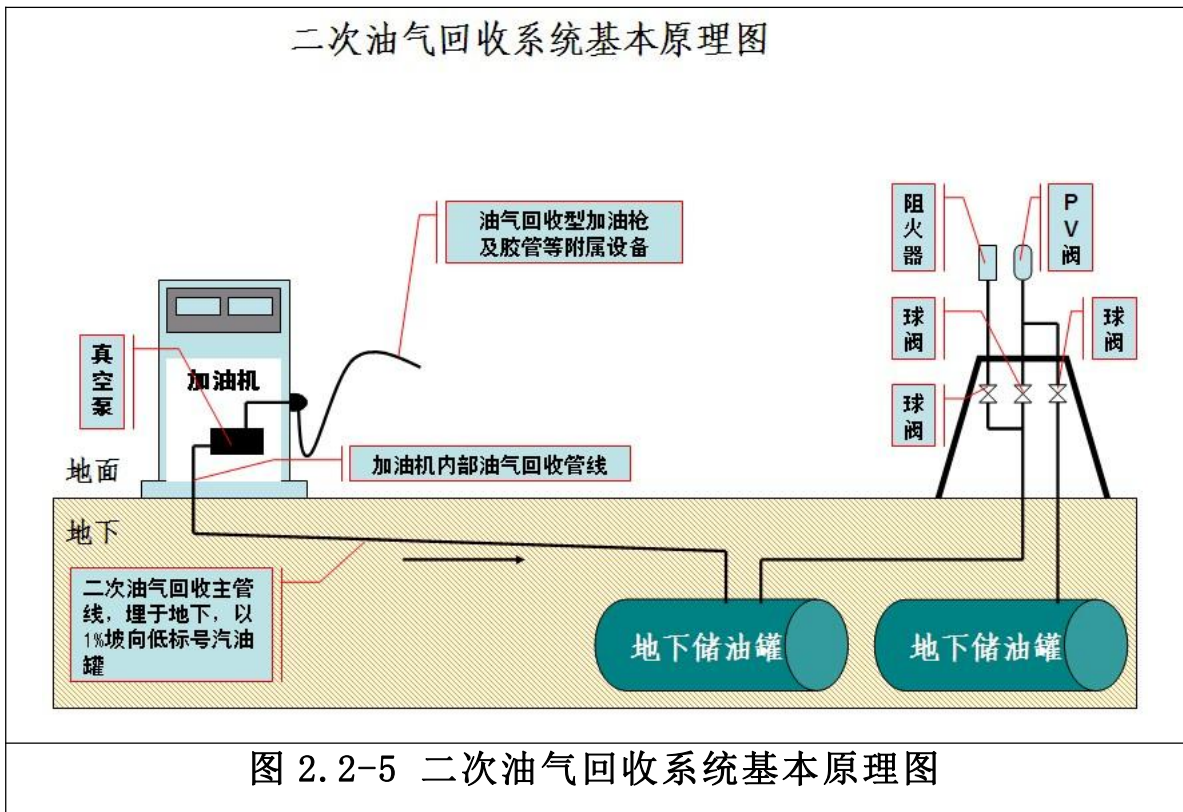 二次油气回收系统基本原理图
油气回收型加油枪
及胶管等附属设备
阻
火
器
P
V
阀
球
阀
球
阀
球
阀
真
空
泵
加油机
加油机内部油气回收管线
地面
地下
二次油气回收主管
线，埋于地下，以
1%坡向低标号汽油
罐
地下储油罐
地下储油罐
图 2.2-5 二次油气回收系统基本原理图